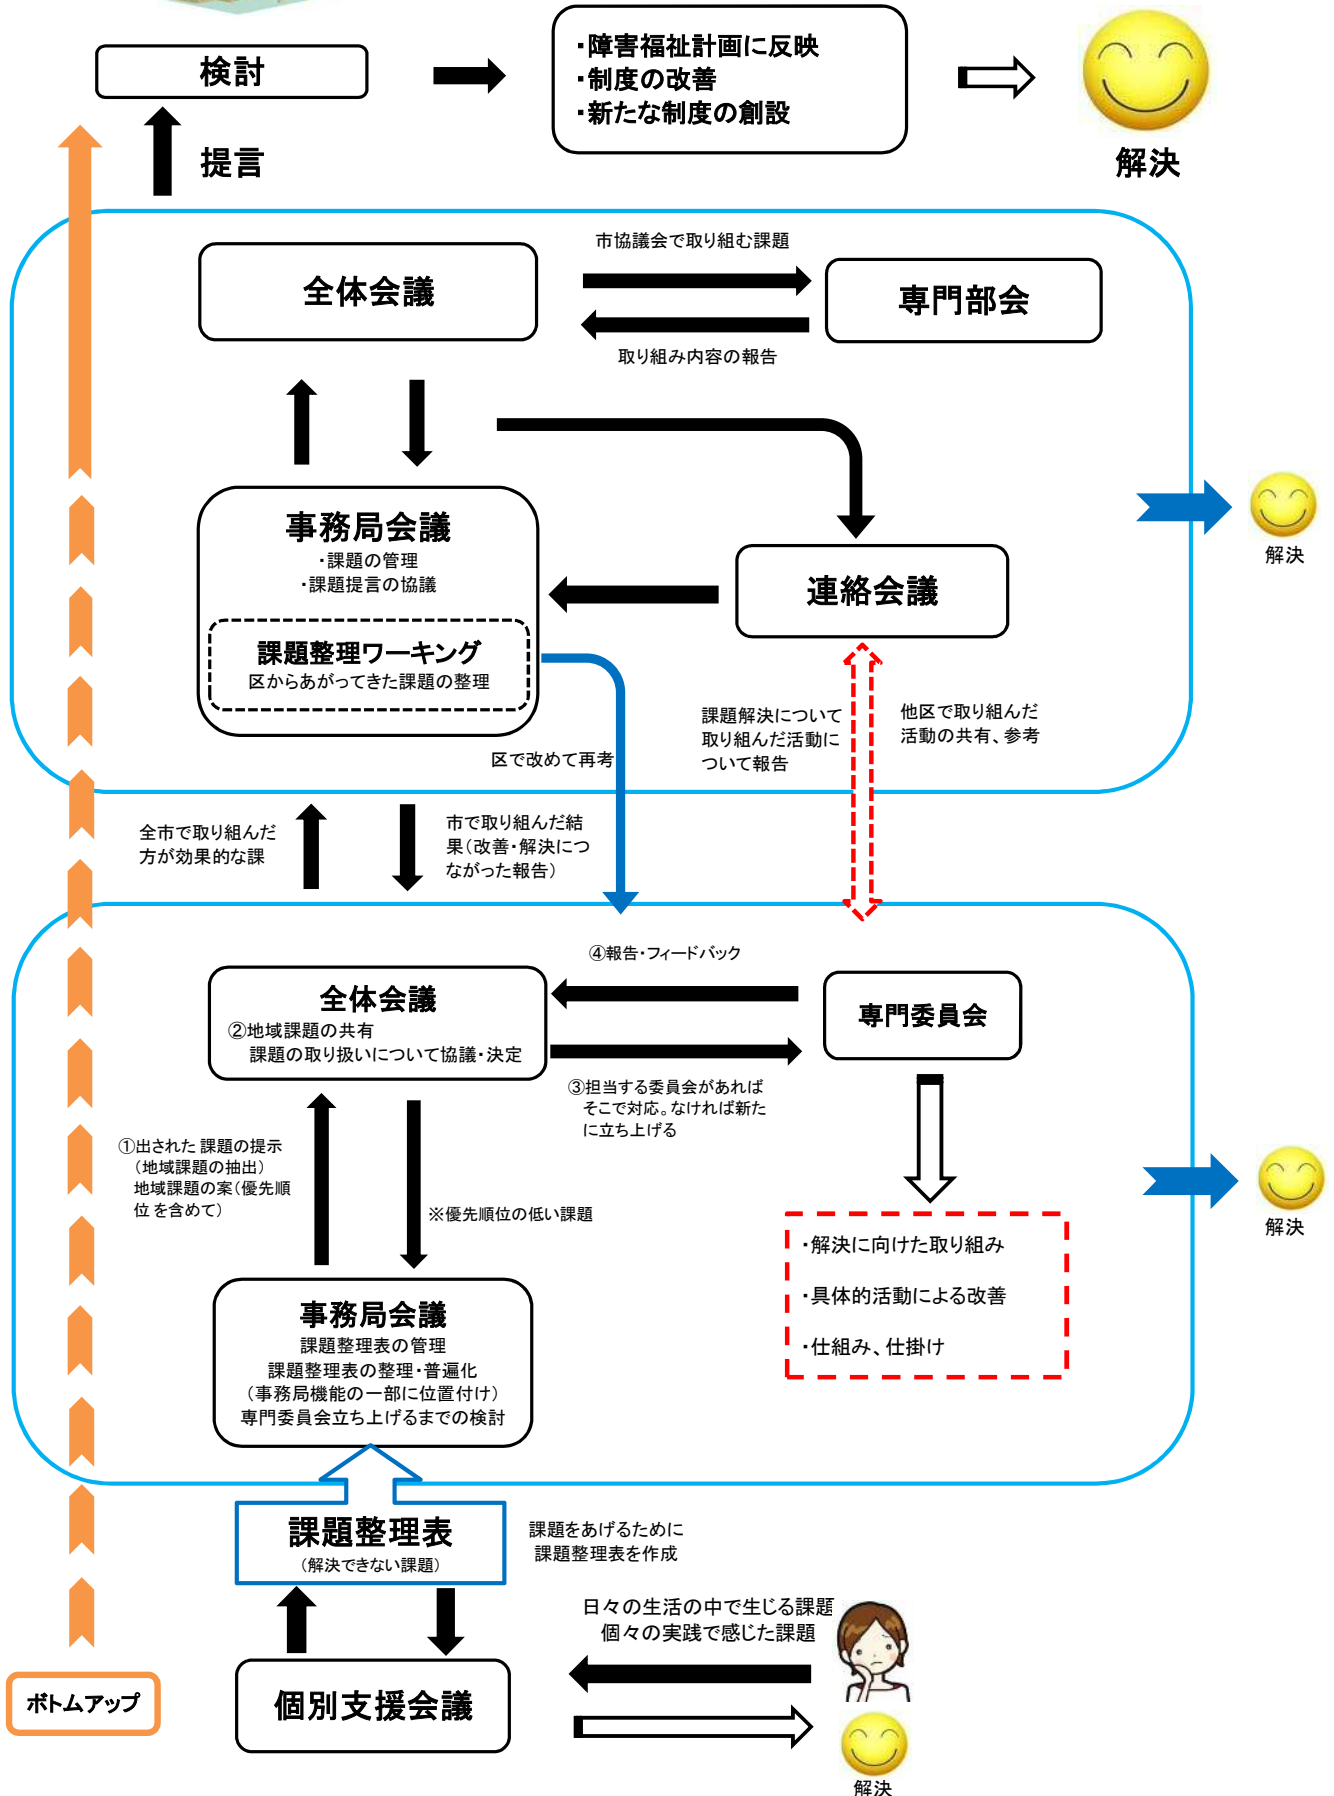 検討
・障害福祉計画に反映
・制度の改善
・新たな制度の創設
解決
提言
全体会議
市協議会で取り組む課題
専門部会
取り組み内容の報告
事務局会議
・課題の管理
・課題提言の協議
課題整理ワーキング
区からあがってきた課題の整理
連絡会議
解決
区で改めて再考
課題解決について
取り組んだ活動に
ついて報告
他区で取り組んだ
活動の共有、参考
全市で取り組んだ
方が効果的な課
市で取り組んだ結
果(改善・解決につ
ながった報告)
④報告・フィードバック
全体会議
②地域課題の共有
課題の取り扱いについて協議・決定
専門委員会
③担当する委員会があれば
そこで対応。なければ新た
に立ち上げる
①出された 課題の提示
(地域課題の抽出)
地域課題の案(優先順
位 を含めて)
※優先順位の低い課題
・解決に向けた取り組み
・具体的活動による改善
・仕組み、仕掛け
解決
事務局会議
課題整理表の管理
課題整理表の整理・普遍化
(事務局機能の一部に位置付け)
専門委員会立ち上げるまでの検討
課題整理表
(解決できない課題)
課題をあげるために
課題整理表を作成
日々の生活の中で生じる課題
個々の実践で感じた課題
ボトムアップ
個別支援会議
解決